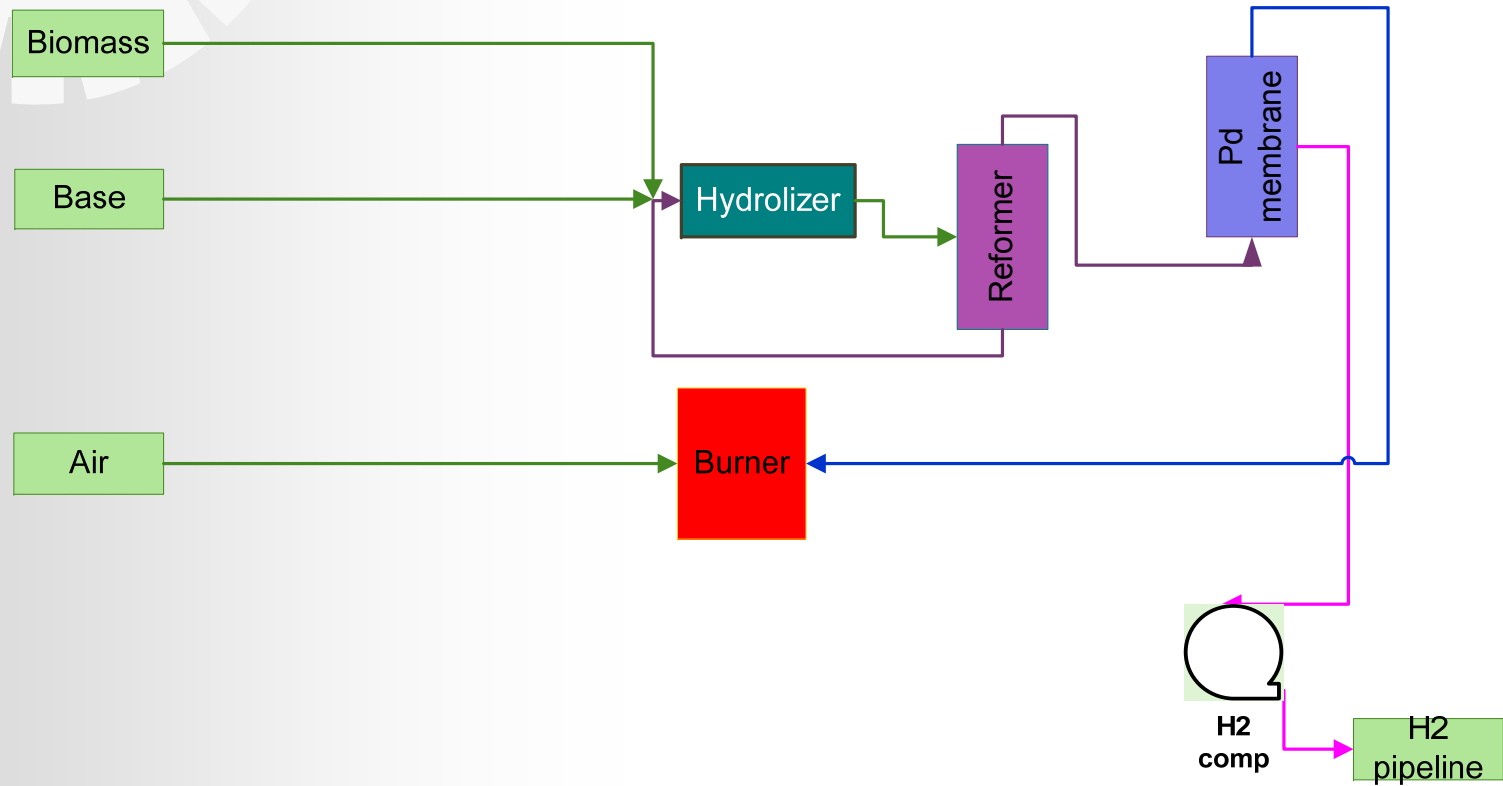 Biomass
Base
Hydrolizer
Reformer
Pd
membrane
Air
Burner
H2
comp
H2
pipeline